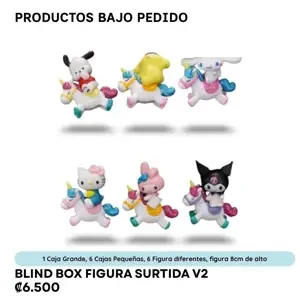 PRODUCTOS BAJO PEDIDO
1 Caja Grande, 6 Cajas Pequeñas, 6 Figura diferentes, figura 8cm de alto
BLIND BOX FIGURA SURTIDA V2
₡6.500